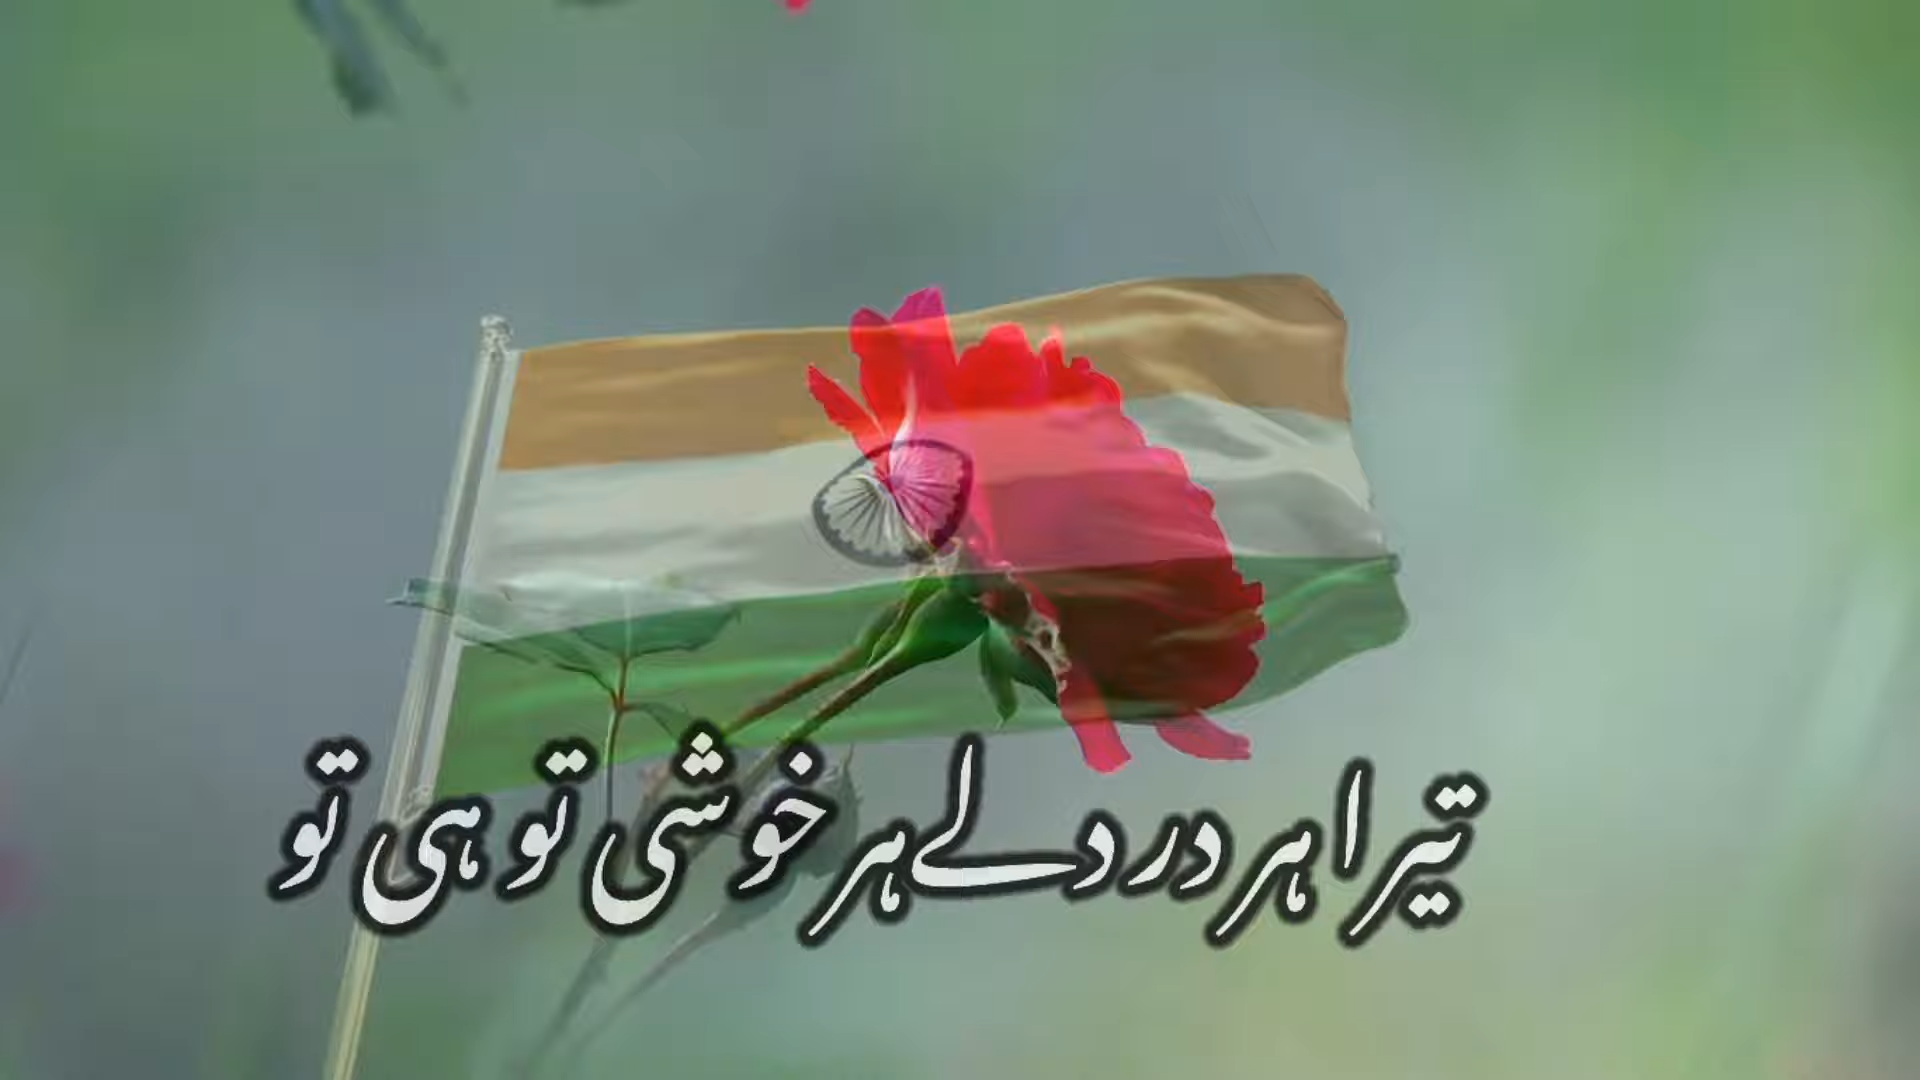 تیرا ہر درد لے ہر خوشی تو ہی تو